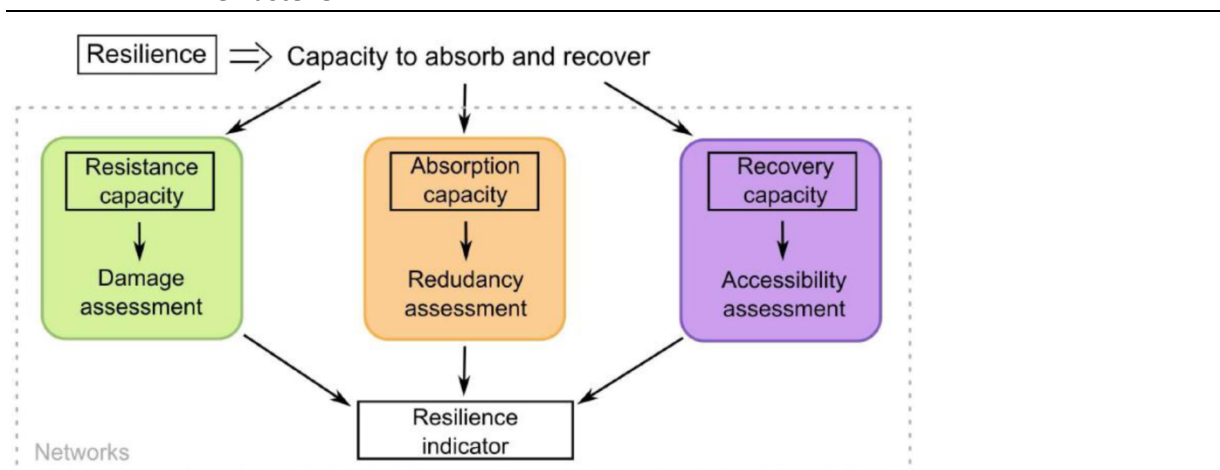 Resilience ⇒ Capacity to absorb and recover
Resistance
capacity
Damage
assessment
Absorption
capacity
Redudancy
assessment
Recovery
capacity
Accessibility
assessment
Resilience
indicator
Networks